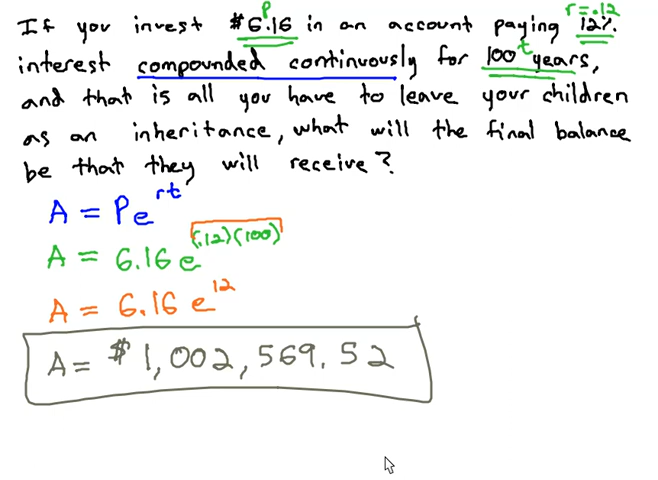 P r = .12
If you invest $6.16 in an account paying 12%
interest compounded continuously for 100 years,
t
and that is all you have to leave your children
as an inheritance, what will the final balance
be that they will receive?
A = Pe^rt
A = 6.16 e^(.12)(100)
A = 6.16 e^12
A = $1,002,569.52